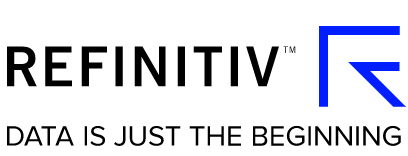 REFINITIV™
DATA IS JUST THE BEGINNING